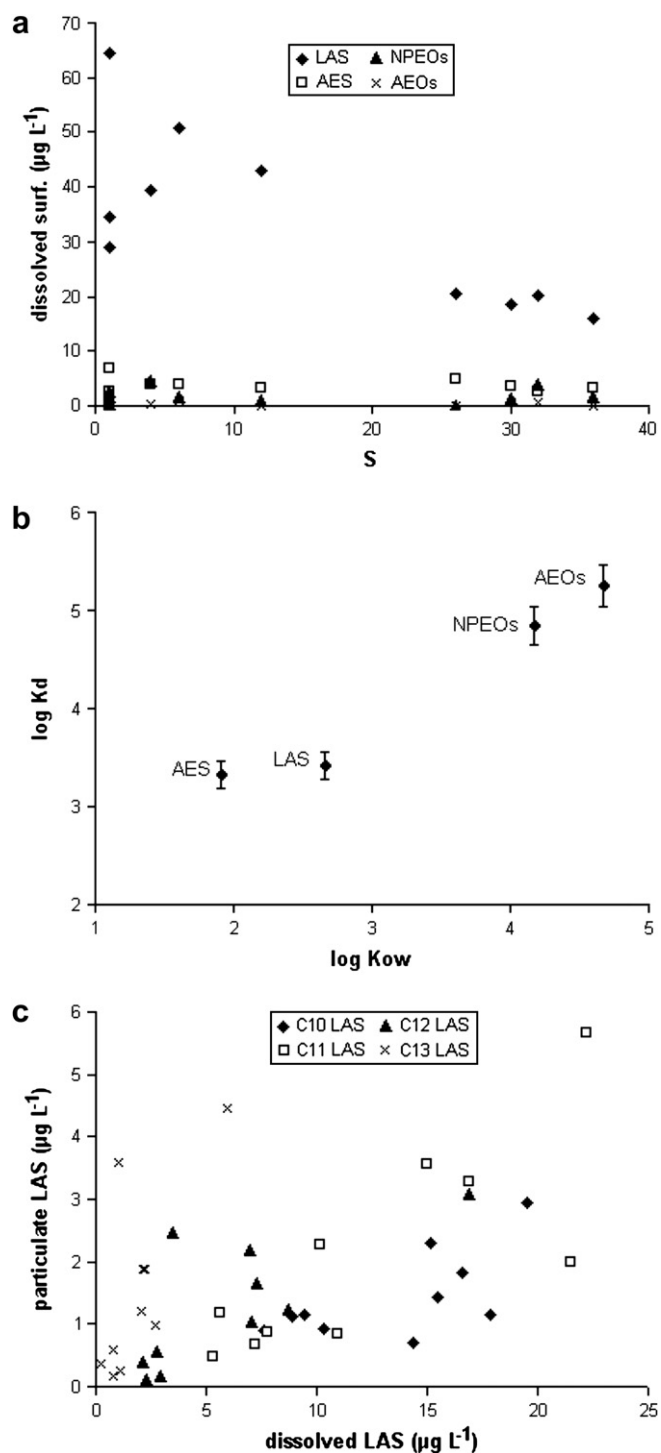 a
LAS NPEOs
AES AEOs
70
60
50
40
30
20
10
0
0 10 20 30 40
dissolved surf. (µg L⁻¹)
S
b
6
5
4
3
2
AEOs
NPEOs
AES
LAS
1 2 3 4 5
log Kd
log Kow
c
C10 LAS C12 LAS
C11 LAS C13 LAS
6
5
4
3
2
1
0
0 5 10 15 20 25
particulate LAS (µg L⁻¹)
dissolved LAS (µg L⁻¹)